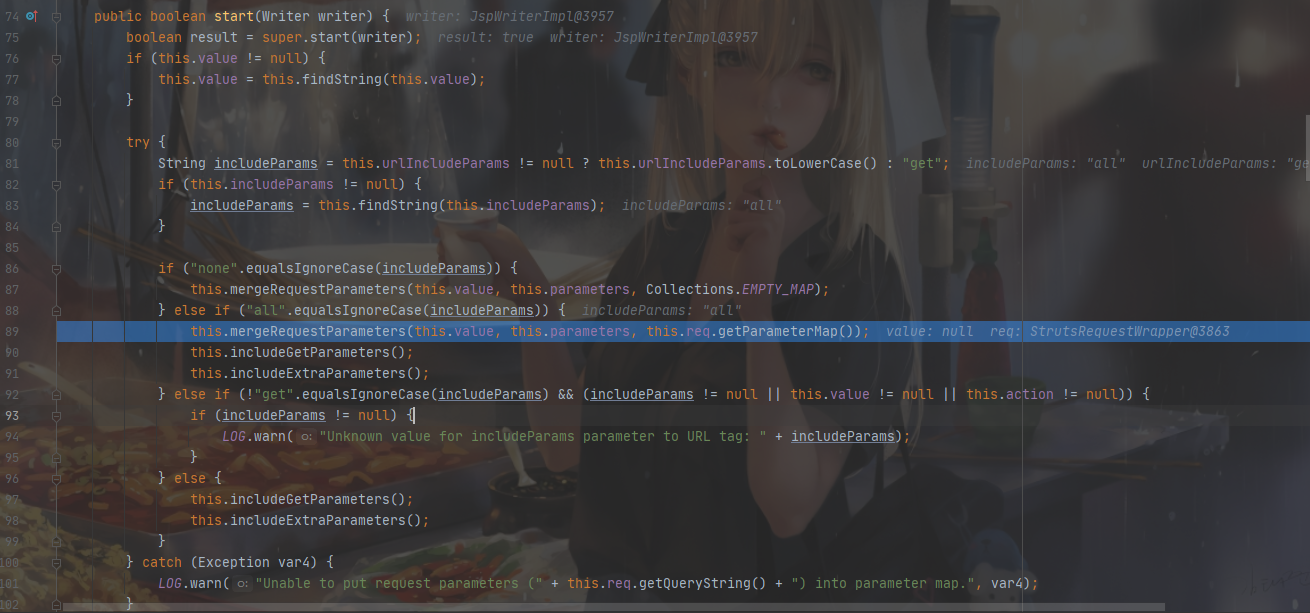 74 public boolean start(Writer writer) { writer: JspWriterImpl@3957
75 boolean result = super.start(writer); result: true writer: JspWriterImpl@3957
76 if (this.value != null) {
77 this.value = this.findString(this.value);
78 }
79
80 try {
81 String includeParams = this.urlIncludeParams != null ? this.urlIncludeParams.toLowerCase() : "get"; includeParams: "all" urlIncludeParams: "ge
82 if (this.includeParams != null) {
83 includeParams = this.findString(this.includeParams); includeParams: "all"
84 }
85
86 if ("none".equalsIgnoreCase(includeParams)) {
87 this.mergeRequestParameters(this.value, this.parameters, Collections.EMPTY_MAP);
88 } else if ("all".equalsIgnoreCase(includeParams)) { includeParams: "all"
89 this.mergeRequestParameters(this.value, this.parameters, this.req.getParameterMap()); value: null req: StrutsRequestWrapper@3863
90 this.includeGetParameters();
91 this.includeExtraParameters();
92 } else if (!"get".equalsIgnoreCase(includeParams) && (includeParams != null || this.value != null || this.action != null)) {
93 if (includeParams != null) {
94 LOG.warn( o: "Unknown value for includeParams parameter to URL tag: " + includeParams);
95 }
96 } else {
97 this.includeGetParameters();
98 this.includeExtraParameters();
99 }
100 } catch (Exception var4) {
101 LOG.warn( o: "Unable to put request parameters (" + this.req.getQueryString() + ") into parameter map.", var4);
102 }